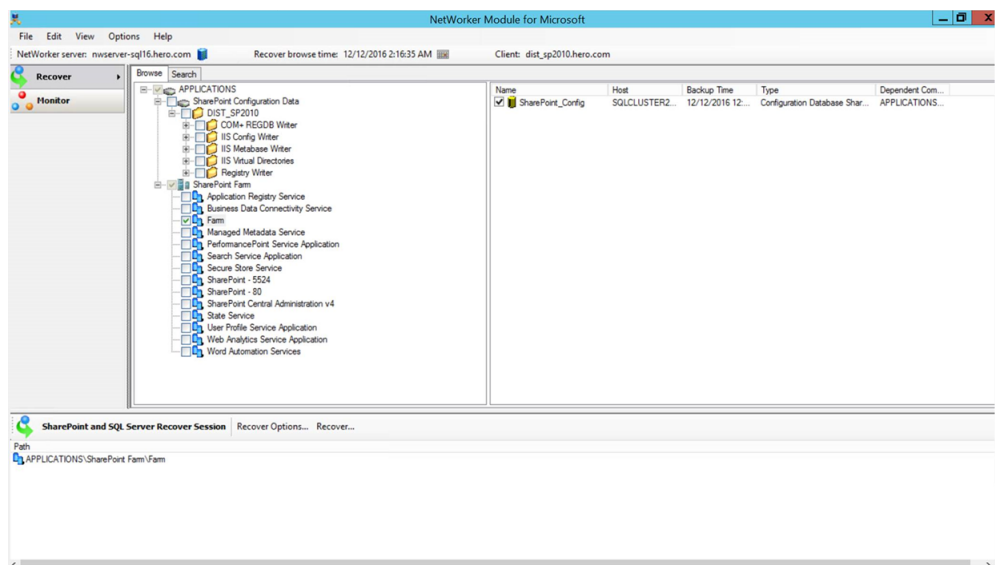 NetWorker Module for Microsoft
File Edit View Options Help
NetWorker server: nwserver-sql16.hero.com Recover browse time: 12/12/2016 2:16:35 AM Client: dist_sp2010.hero.com
Recover
Monitor
Browse Search
APPLICATIONS
SharePoint Configuration Data
DIST_SP2010
COM+ REGDB Writer
IIS Config Writer
IIS Metabase Writer
IIS Virtual Directories
Registry Writer
SharePoint Farm
Application Registry Service
Business Data Connectivity Service
Farm
Managed Metadata Service
PerformancePoint Service Application
Search Service Application
Secure Store Service
SharePoint - 5524
SharePoint - 80
SharePoint Central Administration v4
State Service
User Profile Service Application
Web Analytics Service Application
Word Automation Services
Name Host Backup Time Type Dependent Com...
SharePoint_Config SQLCLUSTER2... 12/12/2016 12:... Configuration Database Shar... APPLICATIONS...
SharePoint and SQL Server Recover Session Recover Options... Recover...
Path
APPLICATIONS\SharePoint Farm\Farm